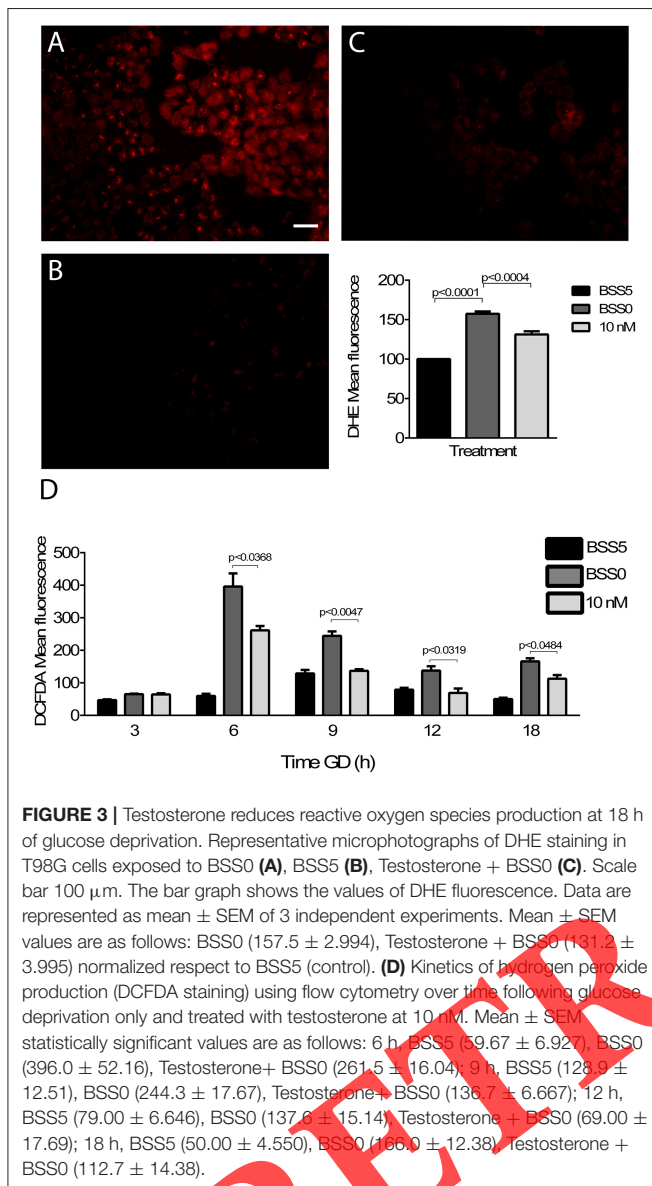 A
C
B
200
150
100
50
0
DHE Mean fluorescence
p<0.0001
p<0.0004
Treatment
BSS5
BSS0
10 nM
D
500
400
300
200
100
0
DCFDA Mean fluorescence
p<0.0368
p<0.0047
p<0.0319
p<0.0484
3
6
9
12
18
Time GD (h)
BSS5
BSS0
10 nM
FIGURE 3 | Testosterone reduces reactive oxygen species production at 18 h
of glucose deprivation. Representative microphotographs of DHE staining in
T98G cells exposed to BSS0 (A), BSS5 (B), Testosterone + BSS0 (C). Scale
bar 100 μm. The bar graph shows the values of DHE fluorescence. Data are
represented as mean ± SEM of 3 independent experiments. Mean ± SEM
values are as follows: BSS0 (157.5 ± 2.994), Testosterone + BSS0 (131.2 ±
3.995) normalized respect to BSS5 (control). (D) Kinetics of hydrogen peroxide
production (DCFDA staining) using flow cytometry over time following glucose
deprivation only and treated with testosterone at 10 nM. Mean ± SEM
statistically significant values are as follows: 6 h, BSS5 (59.67 ± 6.927), BSS0
(396.0 ± 52.16), Testosterone+ BSS0 (261.5 ± 16.04); 9 h, BSS5 (128.9 ±
12.51), BSS0 (244.3 ± 17.67), Testosterone+ BSS0 (136.7 ± 6.667); 12 h,
BSS5 (79.00 ± 6.646), BSS0 (137.6 ± 15.14), Testosterone + BSS0 (69.00 ±
17.69); 18 h, BSS5 (50.00 ± 4.550), BSS0 (166.0 ± 12.38), Testosterone +
BSS0 (112.7 ± 14.38).
RETR